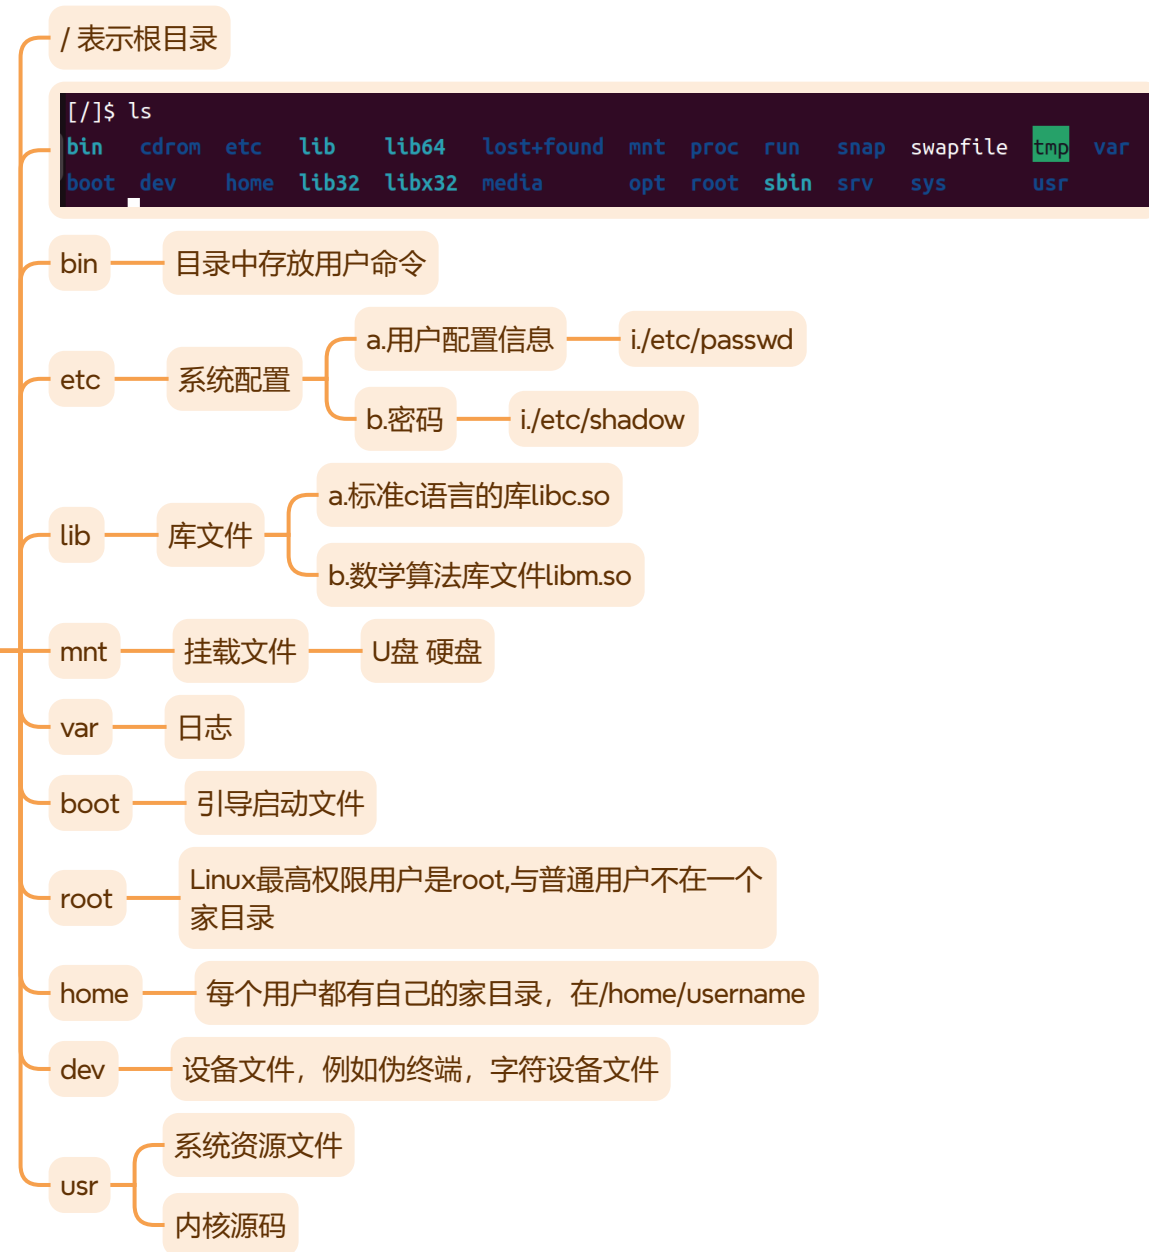 / 表示根目录
[/]$ ls
bin cdrom etc lib lib64 lost+found mnt proc run snap swapfile tmp var
boot dev home lib32 libx32 media opt root sbin srv sys usr
bin 目录中存放用户命令
a.用户配置信息 i./etc/passwd
etc 系统配置
b.密码 i./etc/shadow
a.标准c语言的库libc.so
lib 库文件
b.数学算法库文件libm.so
mnt 挂载文件 U盘 硬盘
var 日志
boot 引导启动文件
root Linux最高权限用户是root,与普通用户不在一个
家目录
home 每个用户都有自己的家目录，在/home/username
dev 设备文件，例如伪终端，字符设备文件
系统资源文件
usr
内核源码